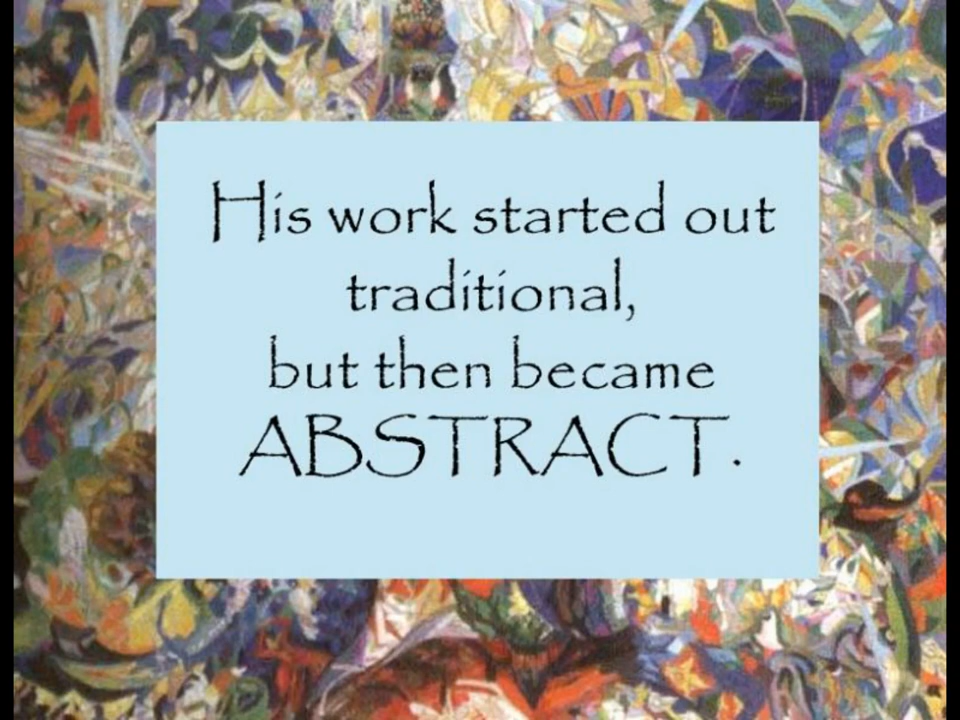 His work started out
traditional,
but then became
ABSTRACT.